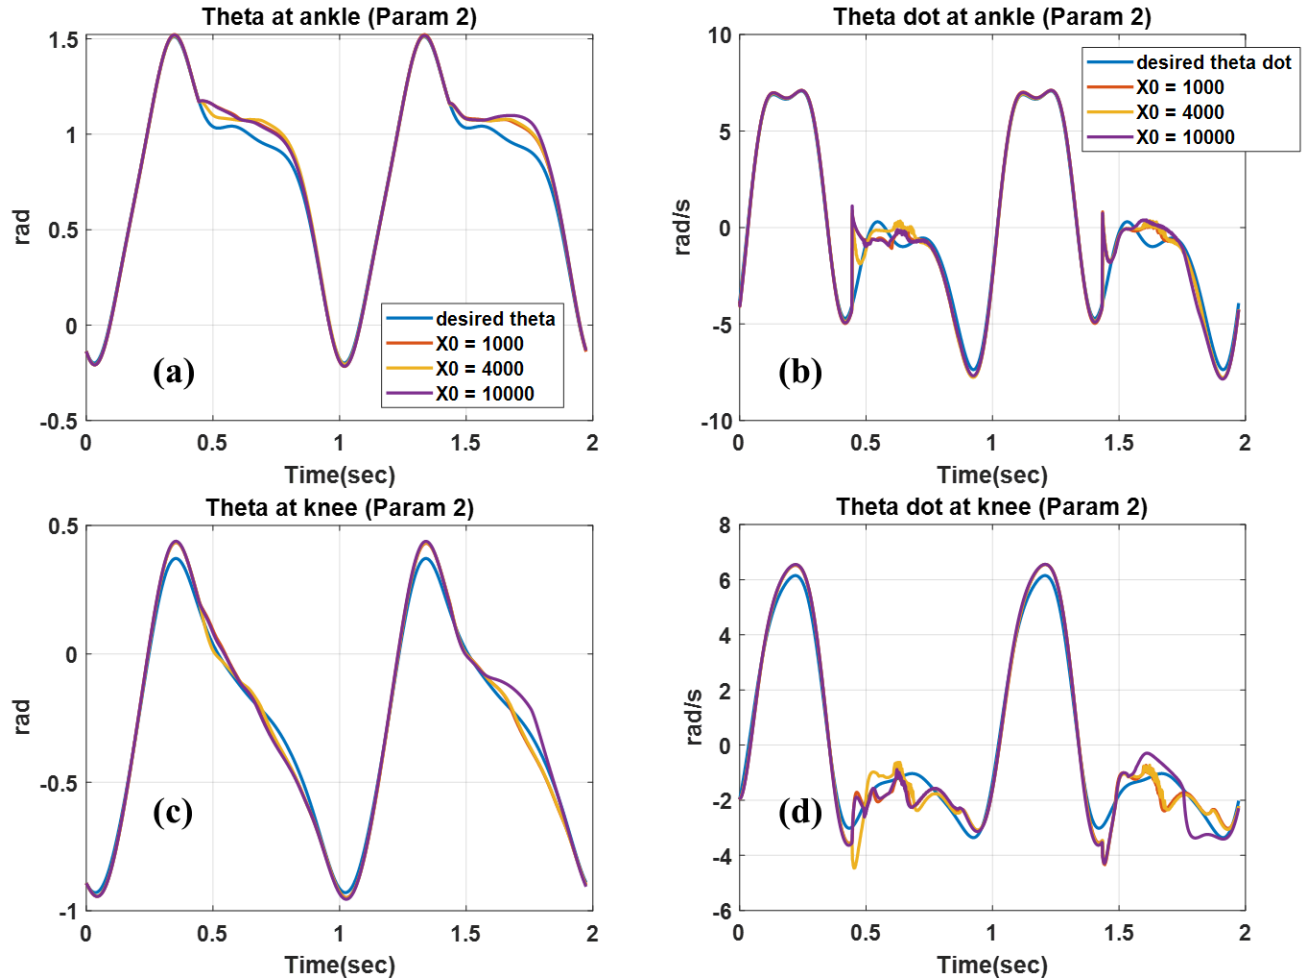 Theta at ankle (Param 2)
1.5
1
0.5
0
-0.5
rad
0
0.5
1
1.5
2
Time(sec)
desired theta
X0 = 1000
X0 = 4000
X0 = 10000
(a)
Theta dot at ankle (Param 2)
10
5
0
-5
-10
rad/s
0
0.5
1
1.5
2
Time(sec)
desired theta dot
X0 = 1000
X0 = 4000
X0 = 10000
(b)
Theta at knee (Param 2)
0.5
0
-0.5
-1
rad
0
0.5
1
1.5
2
Time(sec)
(c)
Theta dot at knee (Param 2)
8
6
4
2
0
-2
-4
-6
rad/s
0
0.5
1
1.5
2
Time(sec)
(d)